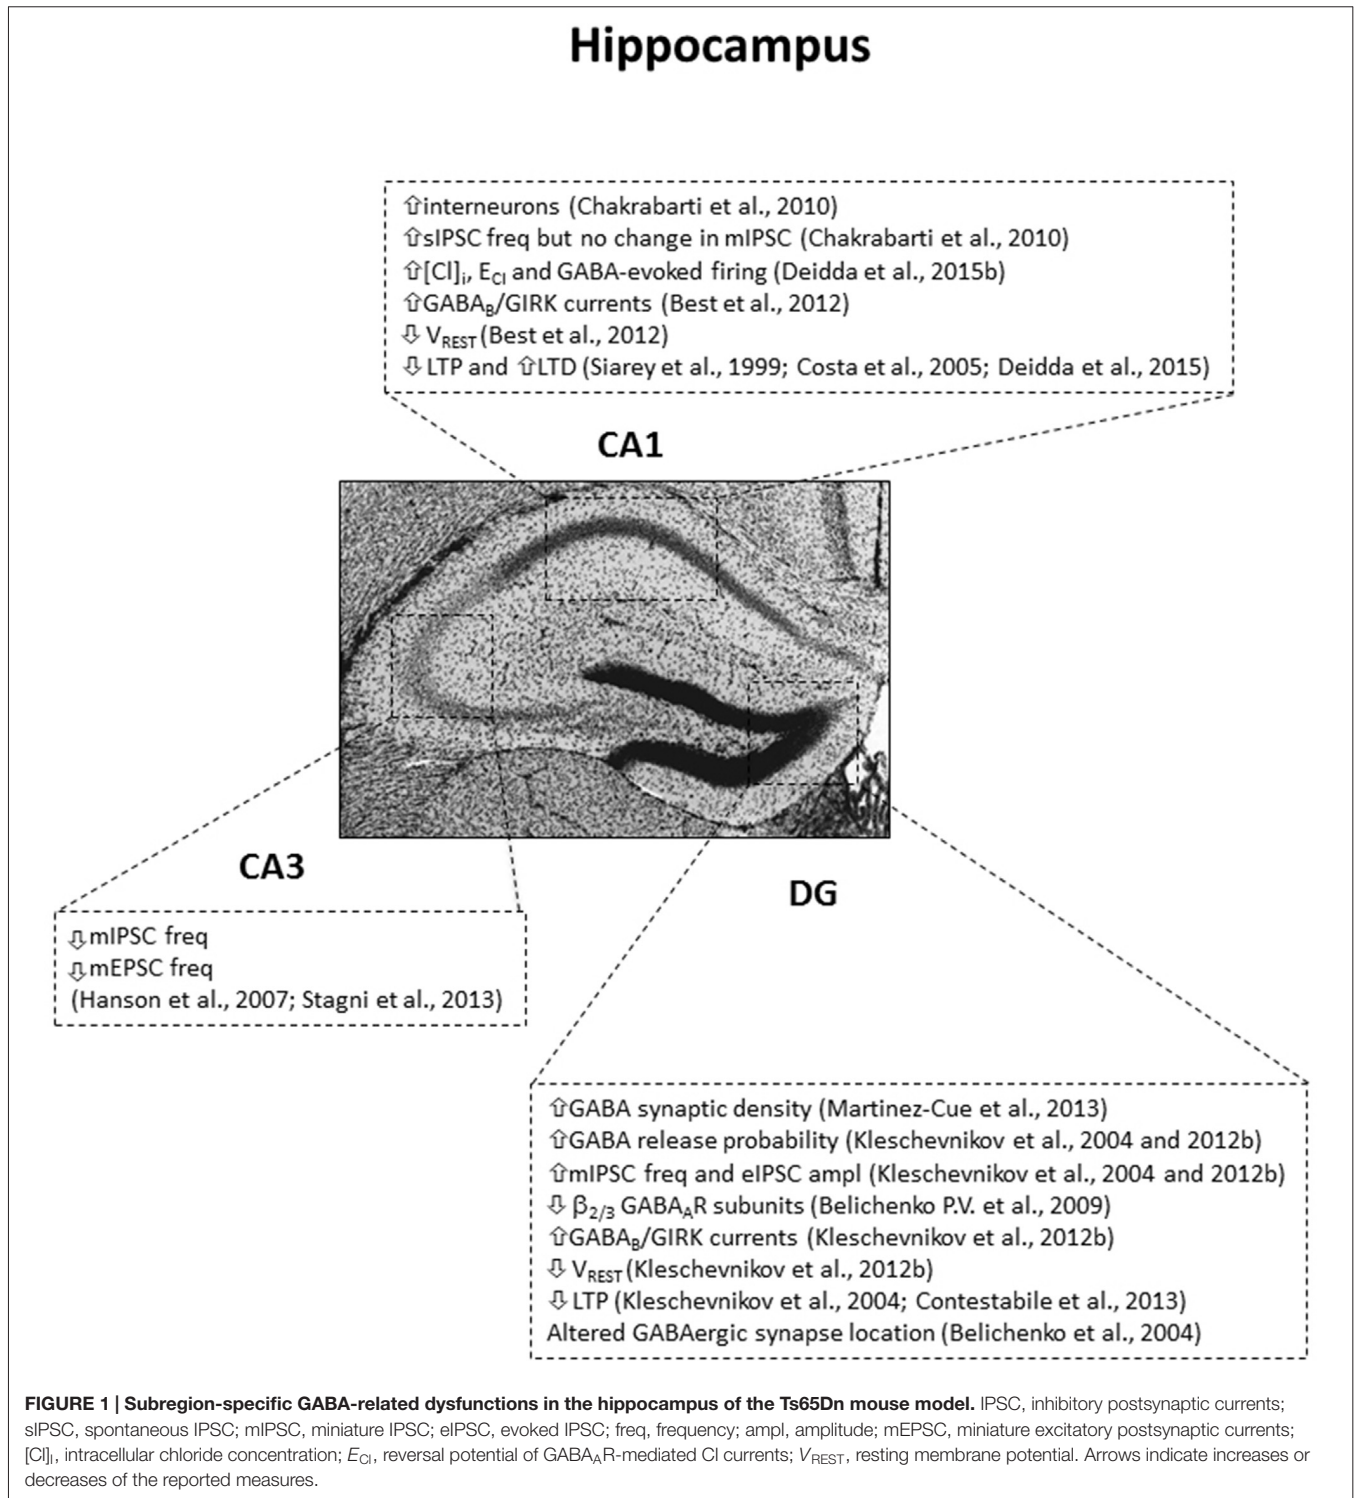 Hippocampus
⇧interneurons (Chakrabarti et al., 2010)
⇧sIPSC freq but no change in mIPSC (Chakrabarti et al., 2010)
⇧[Cl]i, ECl and GABA-evoked firing (Deidda et al., 2015b)
⇧GABAB/GIRK currents (Best et al., 2012)
⇩ VREST (Best et al., 2012)
⇩ LTP and ⇧LTD (Siarey et al., 1999; Costa et al., 2005; Deidda et al., 2015)
CA1
CA3
DG
⇩mIPSC freq
⇩mEPSC freq
(Hanson et al., 2007; Stagni et al., 2013)
⇧GABA synaptic density (Martinez-Cue et al., 2013)
⇧GABA release probability (Kleschevnikov et al., 2004 and 2012b)
⇧mIPSC freq and eIPSC ampl (Kleschevnikov et al., 2004 and 2012b)
⇩ β2/3 GABAAR subunits (Belichenko P.V. et al., 2009)
⇧GABAB/GIRK currents (Kleschevnikov et al., 2012b)
⇩ VREST (Kleschevnikov et al., 2012b)
⇩ LTP (Kleschevnikov et al., 2004; Contestabile et al., 2013)
Altered GABAergic synapse location (Belichenko et al., 2004)
FIGURE 1 | Subregion-specific GABA-related dysfunctions in the hippocampus of the Ts65Dn mouse model. IPSC, inhibitory postsynaptic currents;
sIPSC, spontaneous IPSC; mIPSC, miniature IPSC; eIPSC, evoked IPSC; freq, frequency; ampl, amplitude; mEPSC, miniature excitatory postsynaptic currents;
[Cl]I, intracellular chloride concentration; ECl, reversal potential of GABAAR-mediated Cl currents; VREST, resting membrane potential. Arrows indicate increases or
decreases of the reported measures.